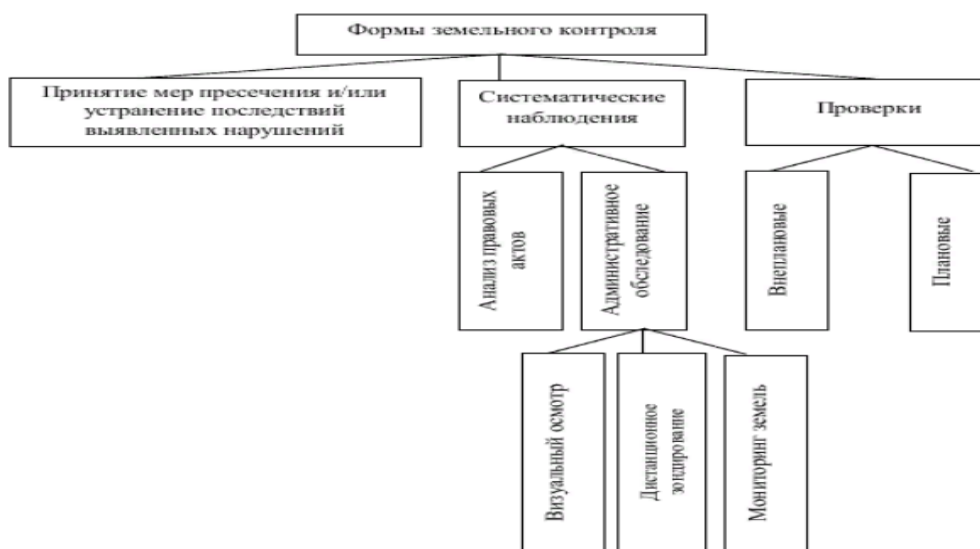 Формы земельного контроля
Принятие мер пресечения и/или
устранение последствий
выявленных нарушений
Систематические
наблюдения
Проверки
Анализ правовых
актов
Административное
обследование
Внеплановые
Плановые
Визуальный осмотр
Дистанционное
зондирование
Мониторинг земель